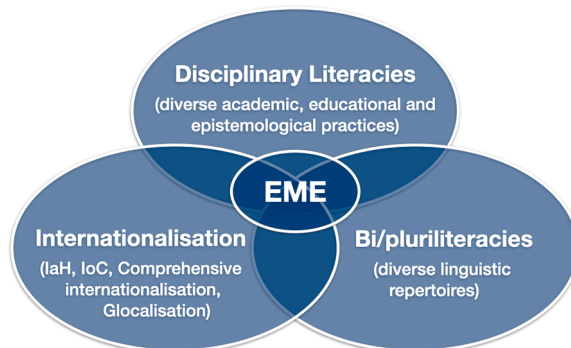 Disciplinary Literacies
(diverse academic, educational and
epistemological practices)
EME
Internationalisation
(IaH, IoC, Comprehensive
internationalisation,
Glocalisation)
Bi/pluriliteracies
(diverse linguistic
repertoires)